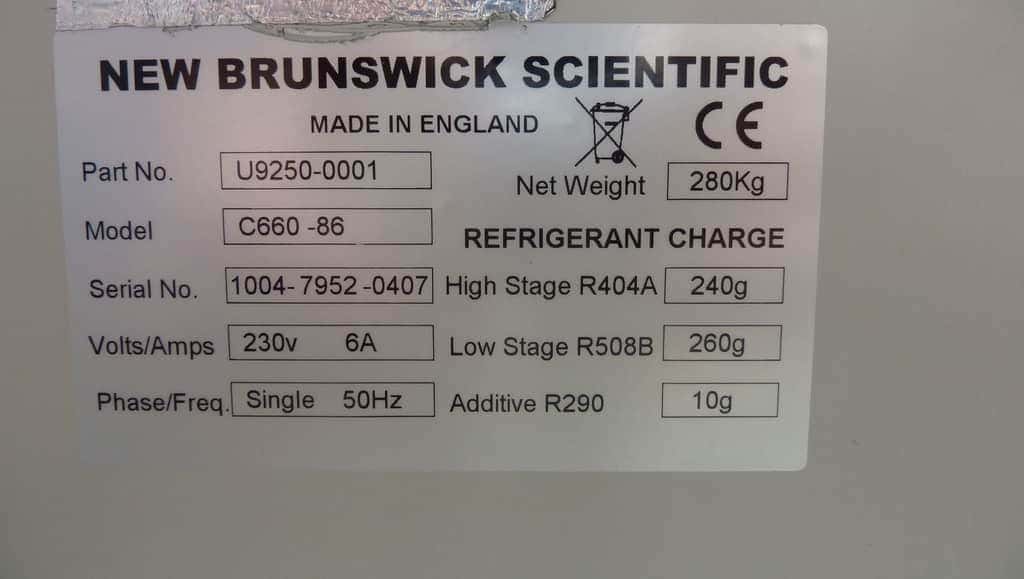 NEW BRUNSWICK SCIENTIFIC
MADE IN ENGLAND
CE
Part No. U9250-0001
Net Weight 280Kg
Model C660 -86
REFRIGERANT CHARGE
Serial No. 1004- 7952 -0407 High Stage R404A 240g
Volts/Amps 230v 6A Low Stage R508B 260g
Phase/Freq. Single 50Hz Additive R290 10g